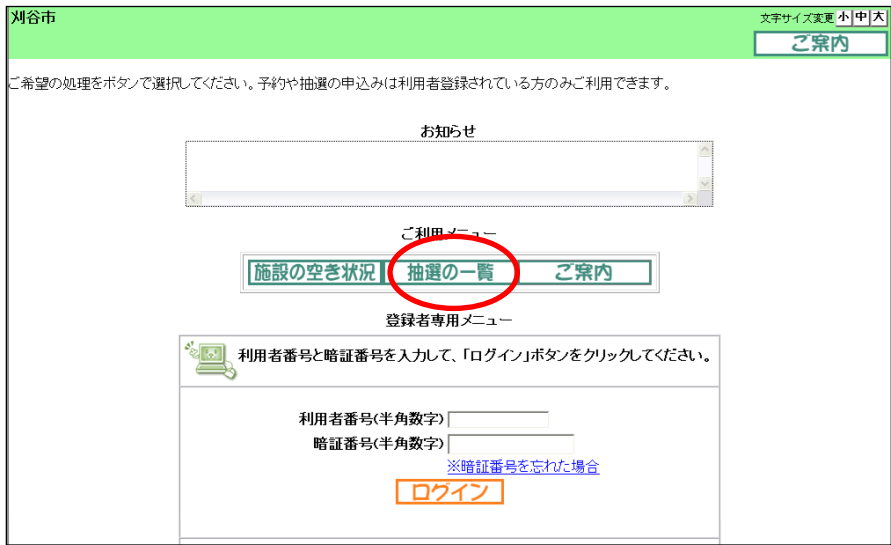 刈谷市
文字サイズ変更 小 中 大
ご案内
ご希望の処理をボタンで選択してください。予約や抽選の申込みは利用者登録されている方のみご利用できます。
お知らせ
ご利用メニュー
施設の空き状況 抽選の一覧 ご案内
登録者専用メニュー
利用者番号と暗証番号を入力して、「ログイン」ボタンをクリックしてください。
利用者番号(半角数字)
暗証番号(半角数字)
※暗証番号を忘れた場合
ログイン